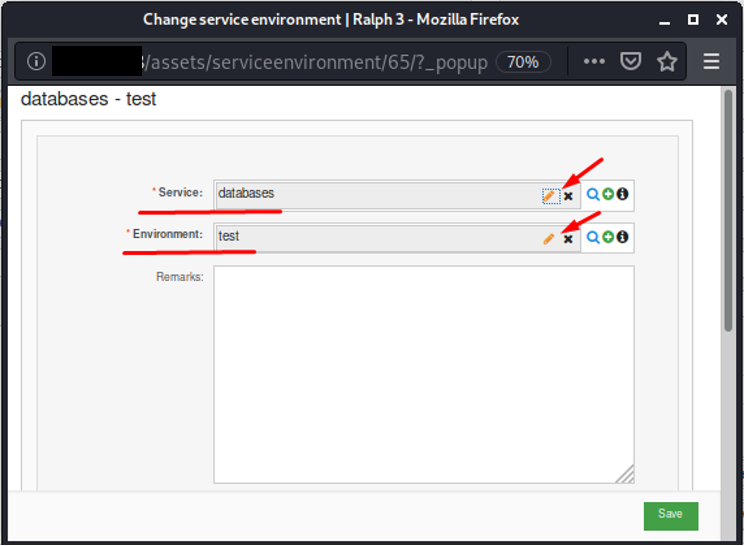 Change service environment | Ralph 3 - Mozilla Firefox
/assets/serviceenvironment/65/?_popup 70%
databases - test
* Service: databases
* Environment: test
Remarks:
Save